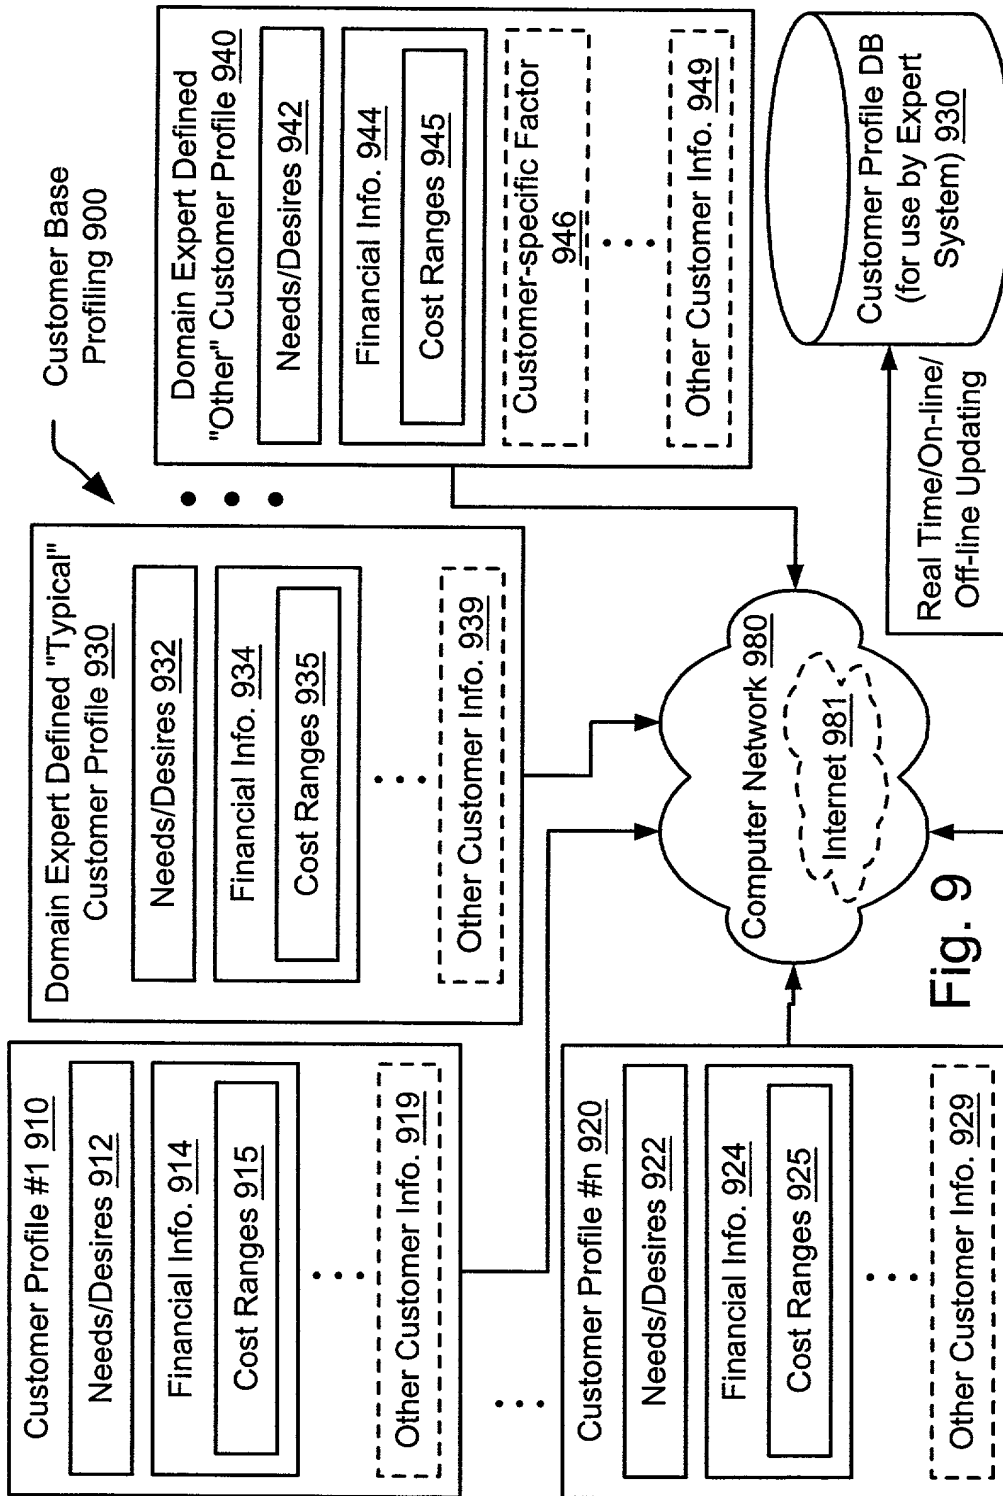 Customer Base
Profiling 900
Customer Profile #1 910
Needs/Desires 912
Financial Info. 914
Cost Ranges 915
Other Customer Info. 919
Customer Profile #n 920
Needs/Desires 922
Financial Info. 924
Cost Ranges 925
Other Customer Info. 929
Domain Expert Defined "Typical"
Customer Profile 930
Needs/Desires 932
Financial Info. 934
Cost Ranges 935
Other Customer Info. 939
Domain Expert Defined
"Other" Customer Profile 940
Needs/Desires 942
Financial Info. 944
Cost Ranges 945
Customer-specific Factor
946
Other Customer Info. 949
Computer Network 980
Internet 981
Real Time/On-line/
Off-line Updating
Customer Profile DB
(for use by Expert
System) 930
Fig. 9